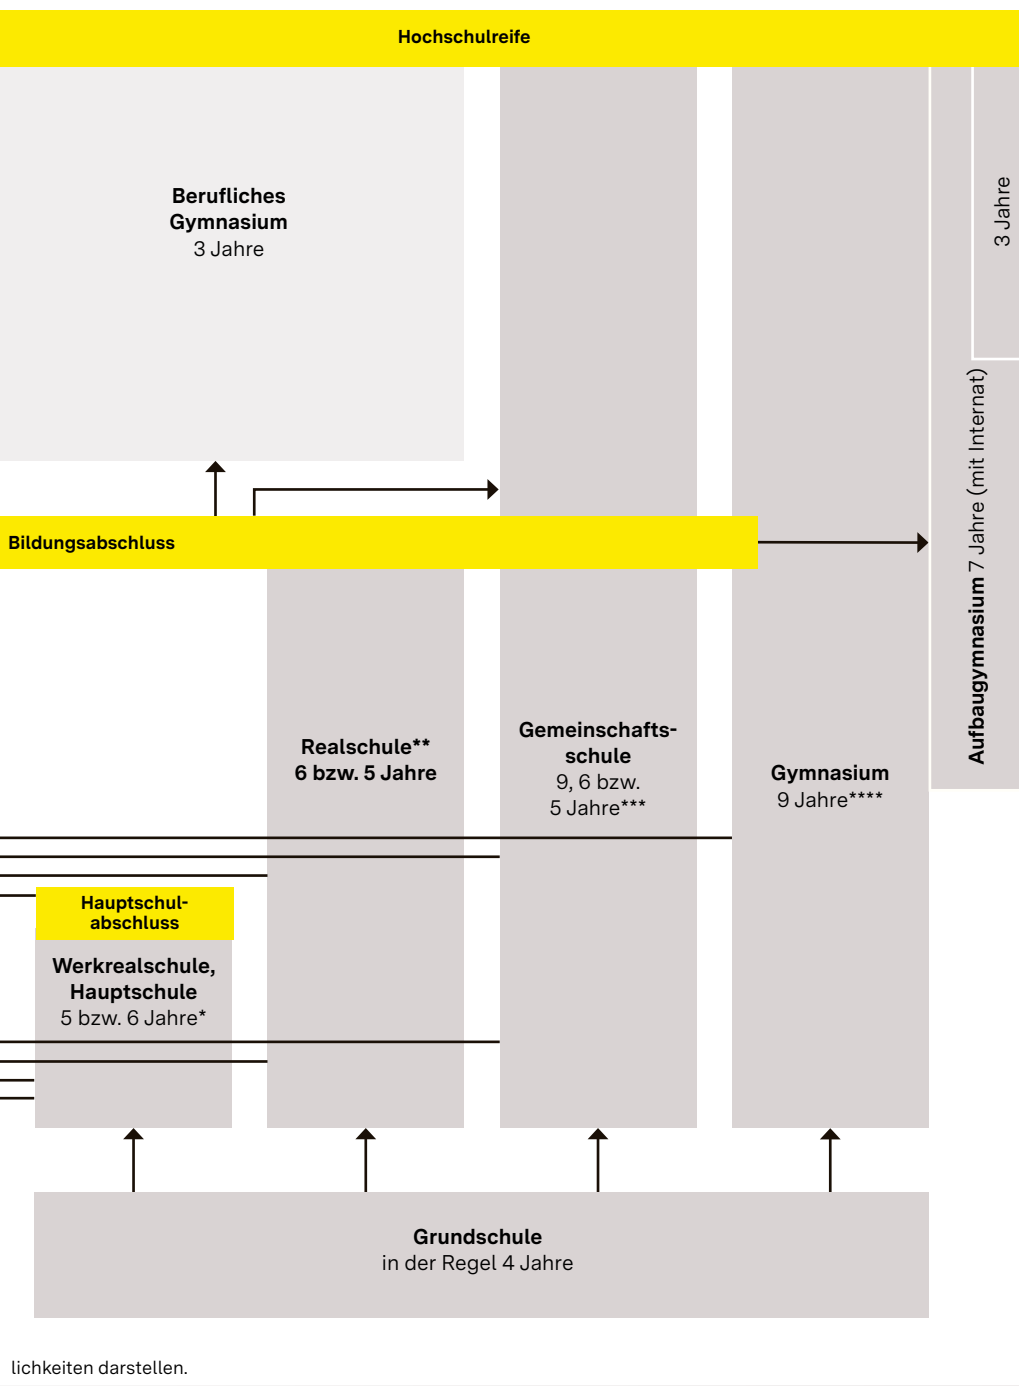 Hochschulreife
Berufliches
Gymnasium
3 Jahre
3 Jahre
Aufbaugymnasium 7 Jahre (mit Internat)
Bildungsabschluss
Realschule**
6 bzw. 5 Jahre
Gemeinschafts-
schule
9, 6 bzw.
5 Jahre***
Gymnasium
9 Jahre****
Hauptschul-
abschluss
Werkrealschule,
Hauptschule
5 bzw. 6 Jahre*
Grundschule
in der Regel 4 Jahre
lichkeiten darstellen.